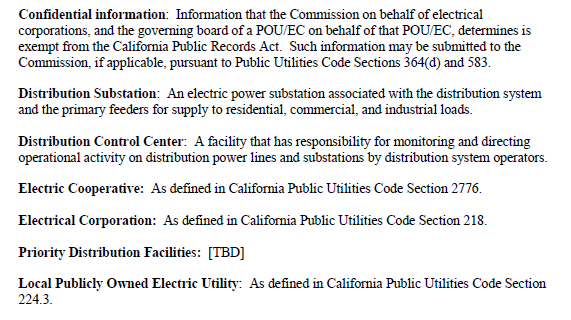 Confidential information:  Information that the Commission on behalf of electrical
corporations, and the governing board of a POU/EC on behalf of that POU/EC, determines is
exempt from the California Public Records Act.  Such information may be submitted to the
Commission, if applicable, pursuant to Public Utilities Code Sections 364(d) and 583.
Distribution Substation:  An electric power substation associated with the distribution system
and the primary feeders for supply to residential, commercial, and industrial loads.
Distribution Control Center:  A facility that has responsibility for monitoring and directing
operational activity on distribution power lines and substations by distribution system operators.
Electric Cooperative:  As defined in California Public Utilities Code Section 2776.
Electrical Corporation:  As defined in California Public Utilities Code Section 218.
Priority Distribution Facilities:  [TBD]
Local Publicly Owned Electric Utility:  As defined in California Public Utilities Code Section
224.3.